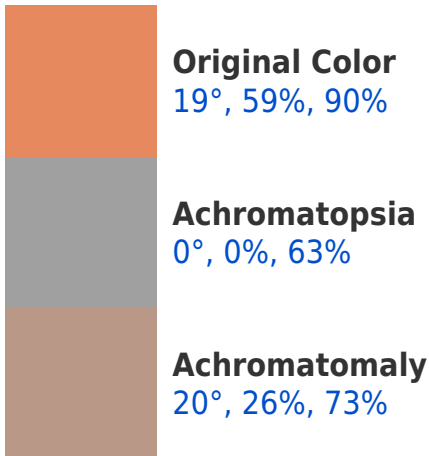 Original Color
19°, 59%, 90%
Achromatopsia
0°, 0%, 63%
Achromatomaly
20°, 26%, 73%